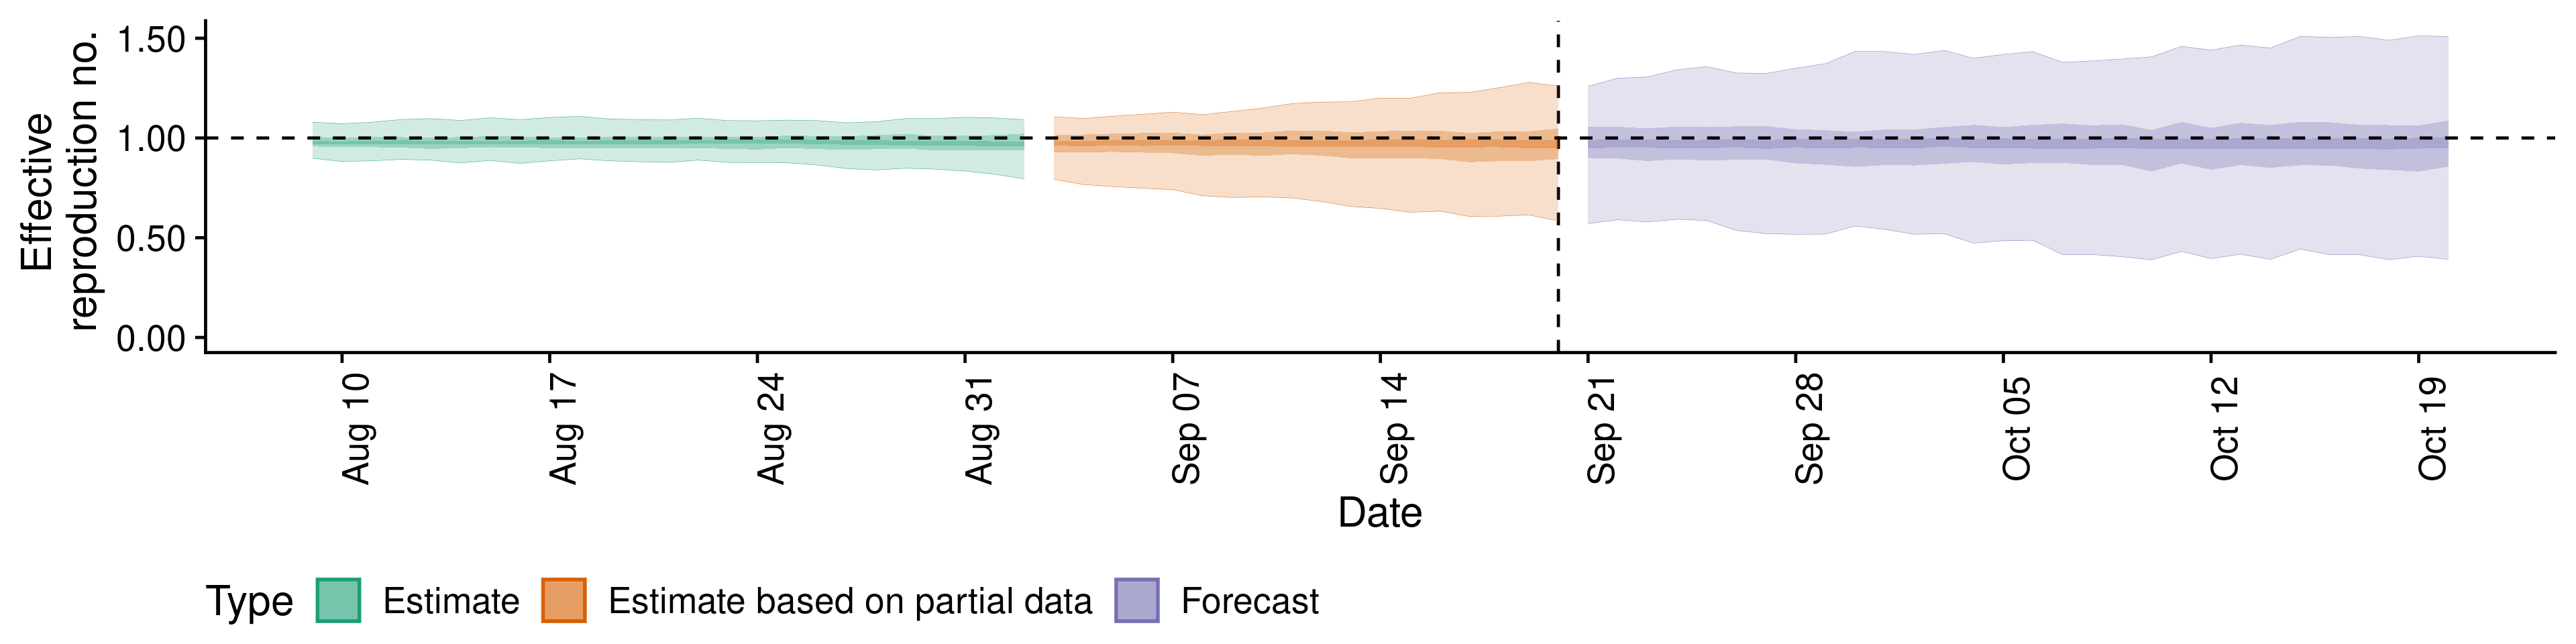 Effective
reproduction no.
1.50
1.00
0.50
0.00
Aug 10
Aug 17
Aug 24
Aug 31
Sep 07
Sep 14
Sep 21
Sep 28
Oct 05
Oct 12
Oct 19
Date
Type Estimate Estimate based on partial data Forecast